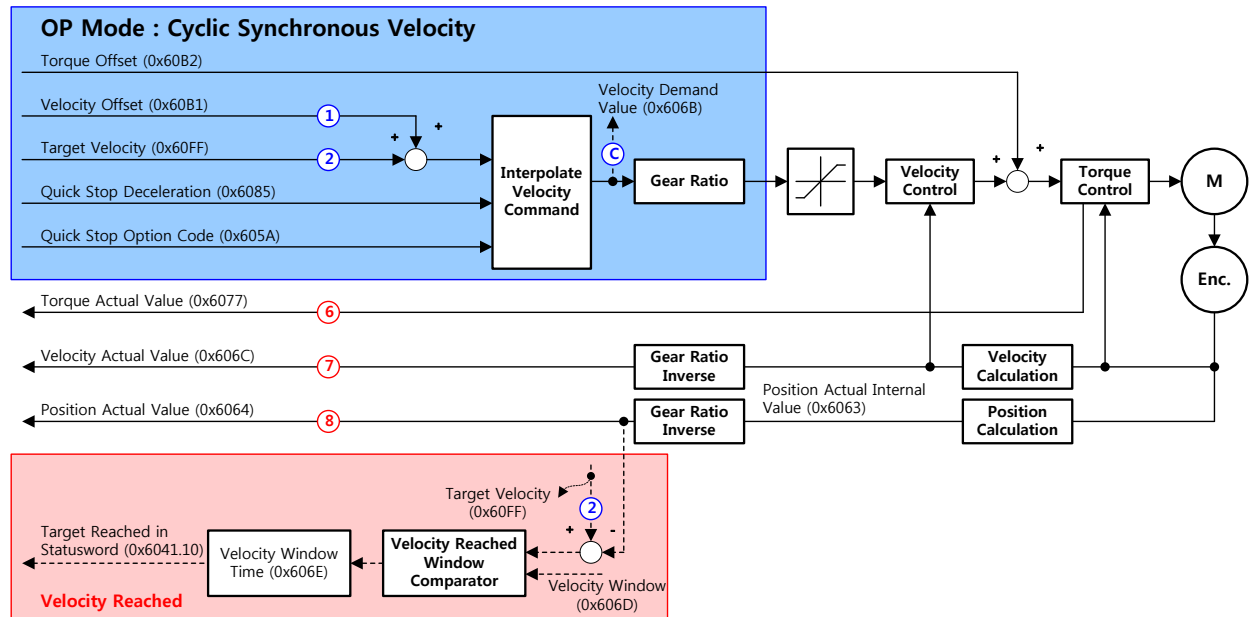 OP Mode : Cyclic Synchronous Velocity
Torque Offset (0x60B2)
Velocity Offset (0x60B1)
1
Target Velocity (0x60FF)
2
+
+
Quick Stop Deceleration (0x6085)
Quick Stop Option Code (0x605A)
Interpolate
Velocity
Command
Velocity Demand
Value (0x606B)
C
Gear Ratio
Velocity
Control
+
+
Torque
Control
M
Enc.
Torque Actual Value (0x6077)
6
Velocity Actual Value (0x606C)
7
Gear Ratio
Inverse
Velocity
Calculation
Position Actual Value (0x6064)
8
Gear Ratio
Inverse
Position Actual Internal
Value (0x6063)
Position
Calculation
Target Velocity
(0x60FF)
2
+
-
Target Reached in
Statusword (0x6041.10)
Velocity Window
Time (0x606E)
Velocity Reached
Window
Comparator
Velocity Window
(0x606D)
Velocity Reached